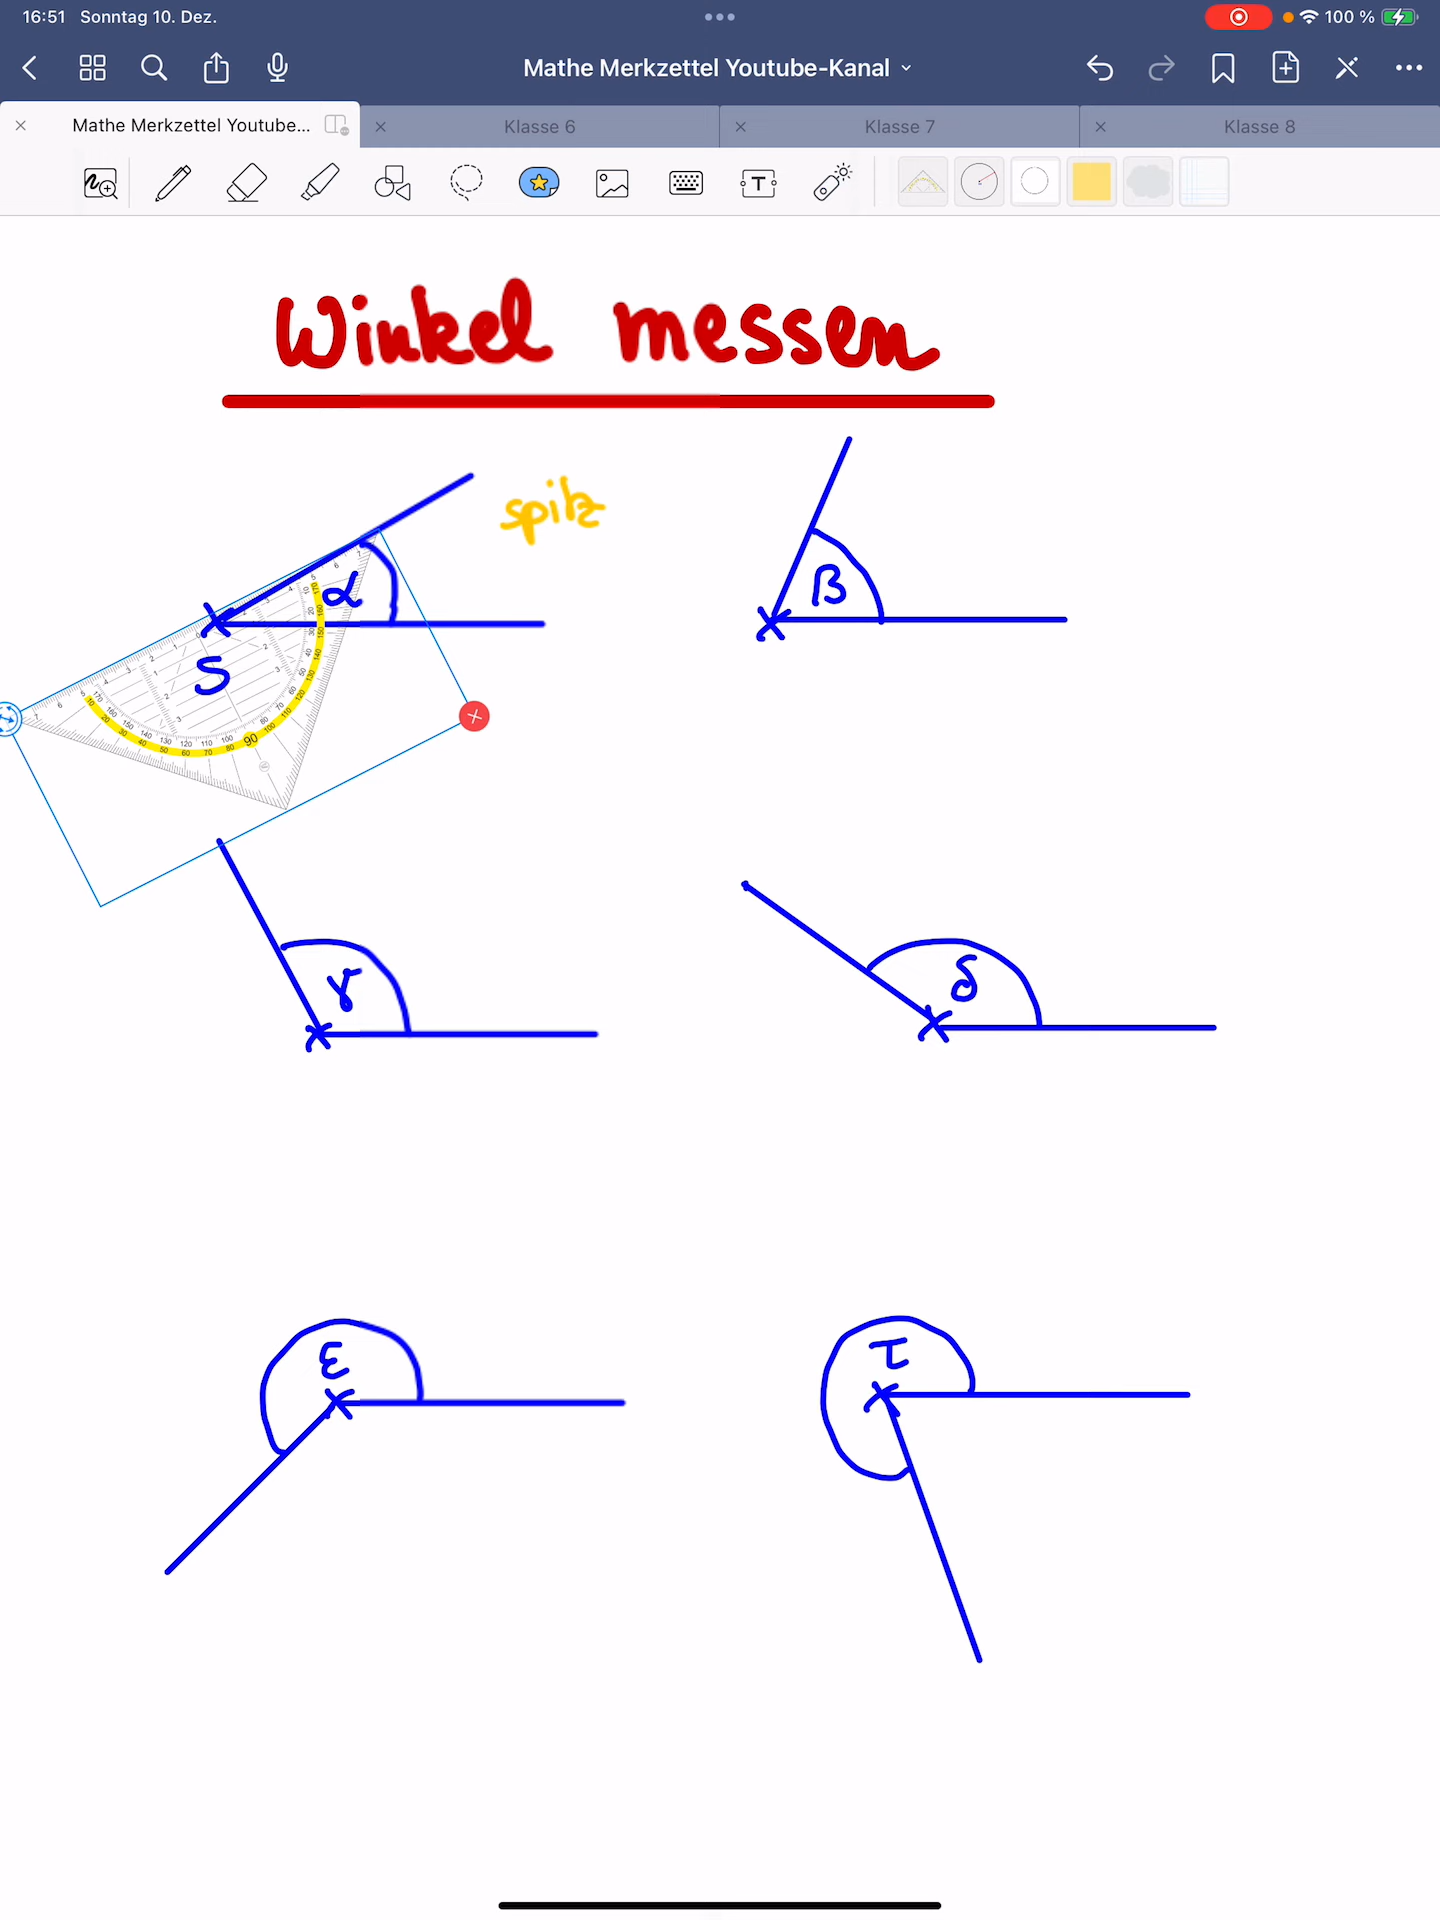 16:51 Sonntag 10. Dez.
100 %
Mathe Merkzettel Youtube-Kanal
Mathe Merkzettel Youtube...
Klasse 6
Klasse 7
Klasse 8
T
Winkel messen
spitz
α
S
β
90
γ
δ
ε
τ